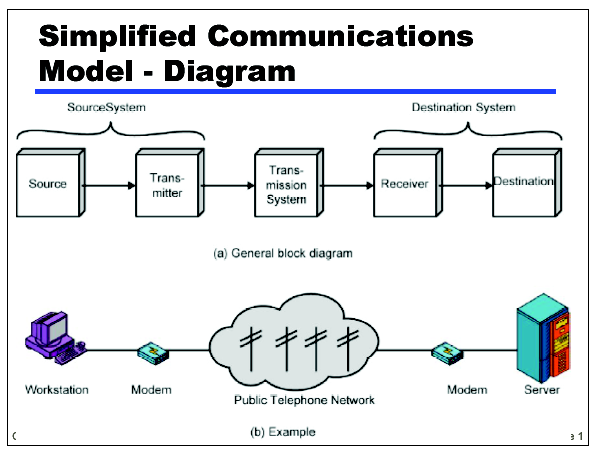 Simplified Communications
Model - Diagram
SourceSystem
Destination System
Source
Trans-
mitter
Trans-
mission
System
Receiver
Destination
(a) General block diagram
Workstation
Modem
Public Telephone Network
Modem
Server
(b) Example
1